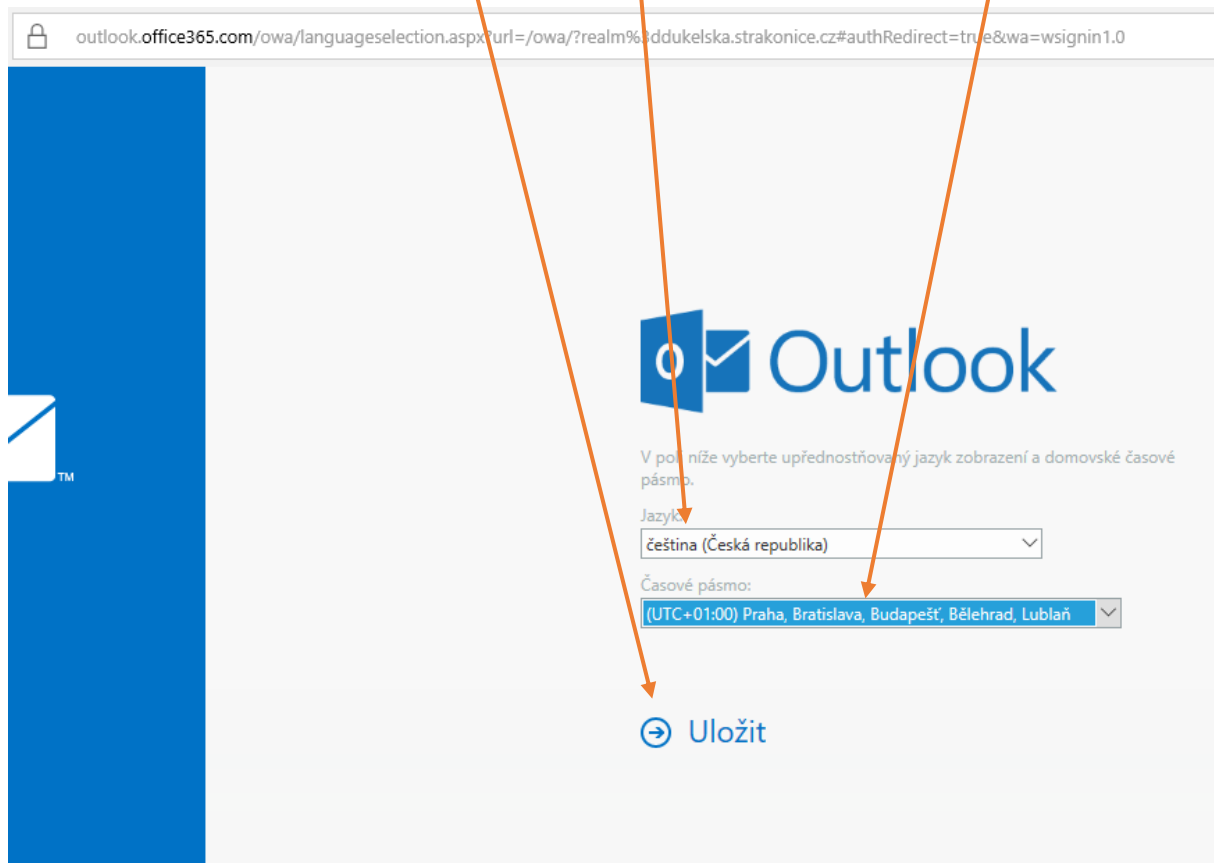 outlook.office365.com/owa/languageselection.aspx?url=/owa/?realm%3ddukelska.strakonice.cz#authRedirect=true&wa=wsignin1.0
O Outlook
TM
V poli níže vyberte upřednostňovaný jazyk zobrazení a domovské časové
pásmo.
Jazyk:
čeština (Česká republika)
Časové pásmo:
(UTC+01:00) Praha, Bratislava, Budapešť, Bělehrad, Lublaň
Uložit